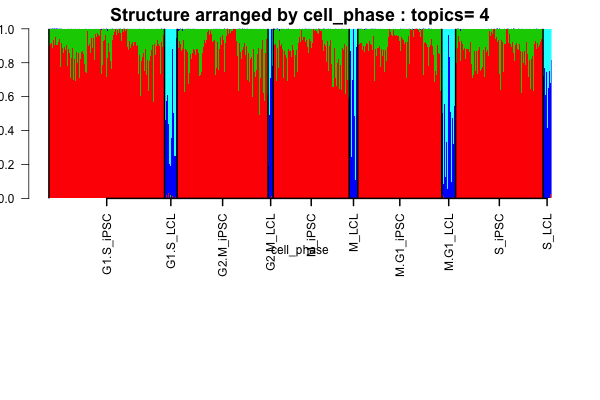 Structure arranged by cell_phase : topics= 4
1.0
0.8
0.6
0.4
0.2
0.0
G1.S_iPSC
G1.S_LCL
G2.M_iPSC
G2.M_LCL
M_iPSC
M_LCL
M.G1_iPSC
M.G1_LCL
S_iPSC
S_LCL
cell_phase